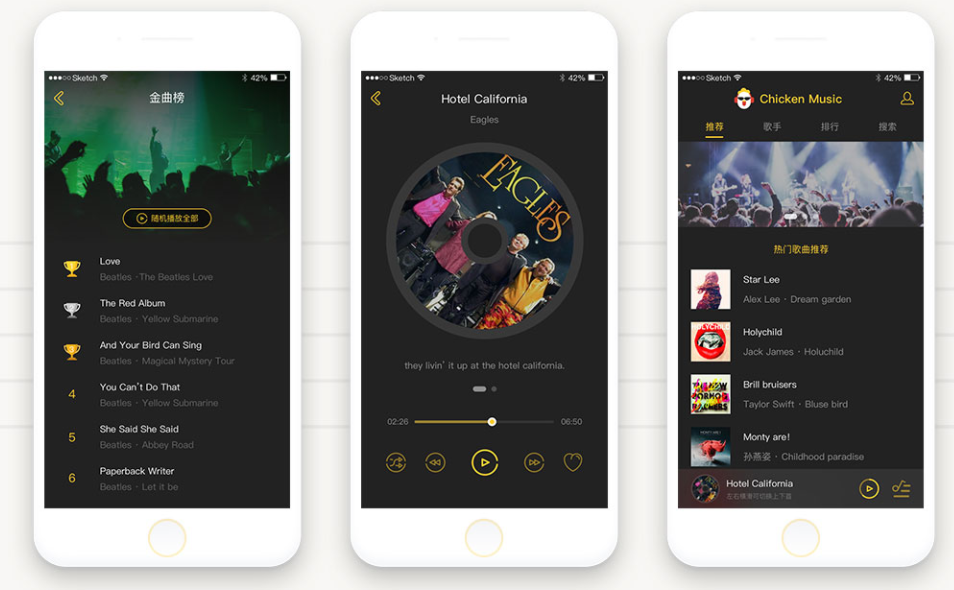 ●●●○○ Sketch
42%
金曲榜
随机播放全部
Love
Beatles ·The Beatles Love
The Red Album
Beatles · Yellow Submarine
And Your Bird Can Sing
Beatles · Magical Mystery Tour
4
You Can't Do That
Beatles · Yellow Submarine
5
She Said She Said
Beatles · Abbey Road
6
Paperback Writer
Beatles · Let it be
●●●○○ Sketch
42%
Hotel California
Eagles
EAGLES
they livin' it up at the hotel california.
02:26
06:50
●●●○○ Sketch
42%
Chicken Music
推荐 歌手 排行 搜索
热门歌曲推荐
Star Lee
Alex Lee · Dream garden
HOLYCHILD
Holychild
Jack James · Holuchild
Brill bruisers
Taylor Swift · Bluse bird
Monty are!
孙燕姿 · Childhood paradise
Hotel California
左右横滑可切换上下首